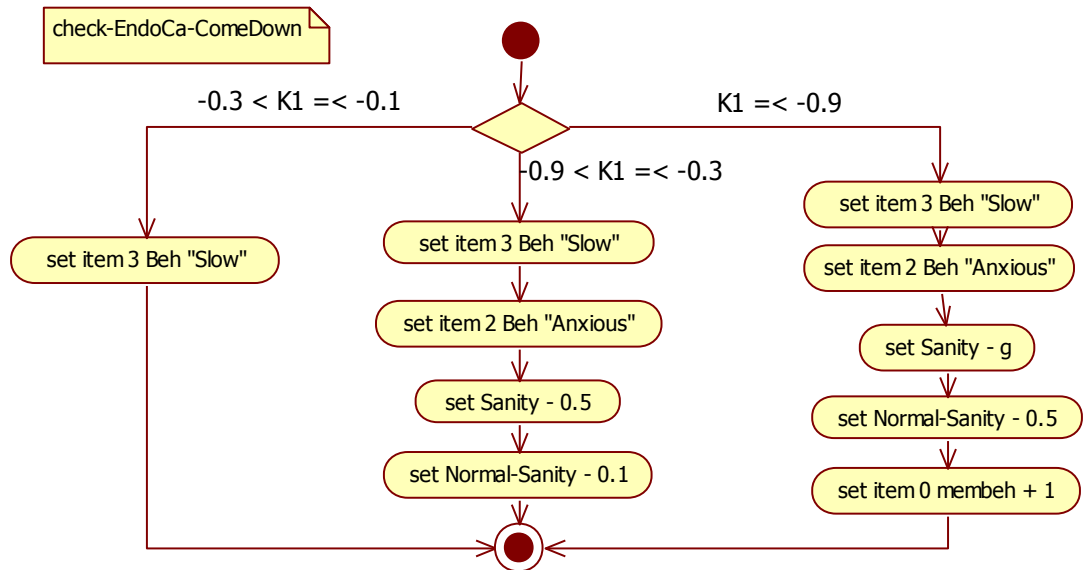 check-EndoCa-ComeDown
-0.3 < K1 =< -0.1
K1 =< -0.9
-0.9 < K1 =< -0.3
set item 3 Beh "Slow"
set item 3 Beh "Slow"
set item 2 Beh "Anxious"
set Sanity - 0.5
set Normal-Sanity - 0.1
set item 3 Beh "Slow"
set item 2 Beh "Anxious"
set Sanity - g
set Normal-Sanity - 0.5
set item 0 membeh + 1